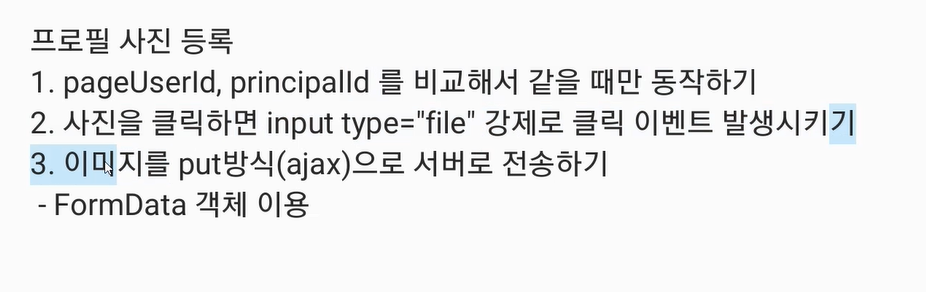 프로필 사진 등록
1. pageUserId, principalId 를 비교해서 같을 때만 동작하기
2. 사진을 클릭하면 input type="file" 강제로 클릭 이벤트 발생시키기
3. 이미지를 put방식(ajax)으로 서버로 전송하기
- FormData 객체 이용